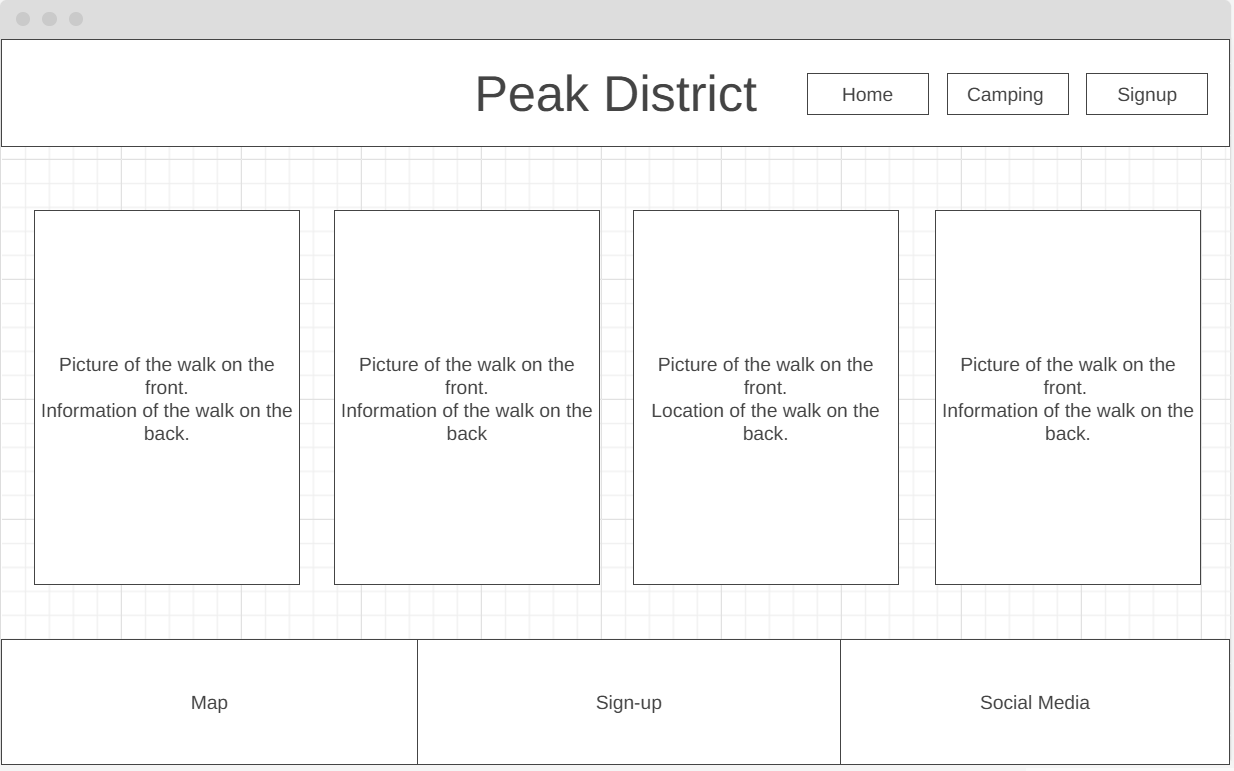 Peak District
Home
Camping
Signup
Picture of the walk on the
front.
Information of the walk on the
back.
Picture of the walk on the
front.
Information of the walk on the
back
Picture of the walk on the
front.
Location of the walk on the
back.
Picture of the walk on the
front.
Information of the walk on the
back.
Map
Sign-up
Social Media